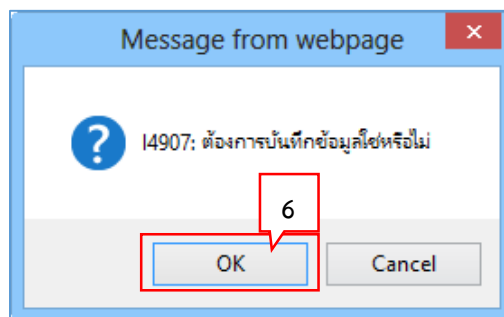 Message from webpage
I4907: ต้องการบันทึกข้อมูลใช่หรือไม่
6
OK
Cancel